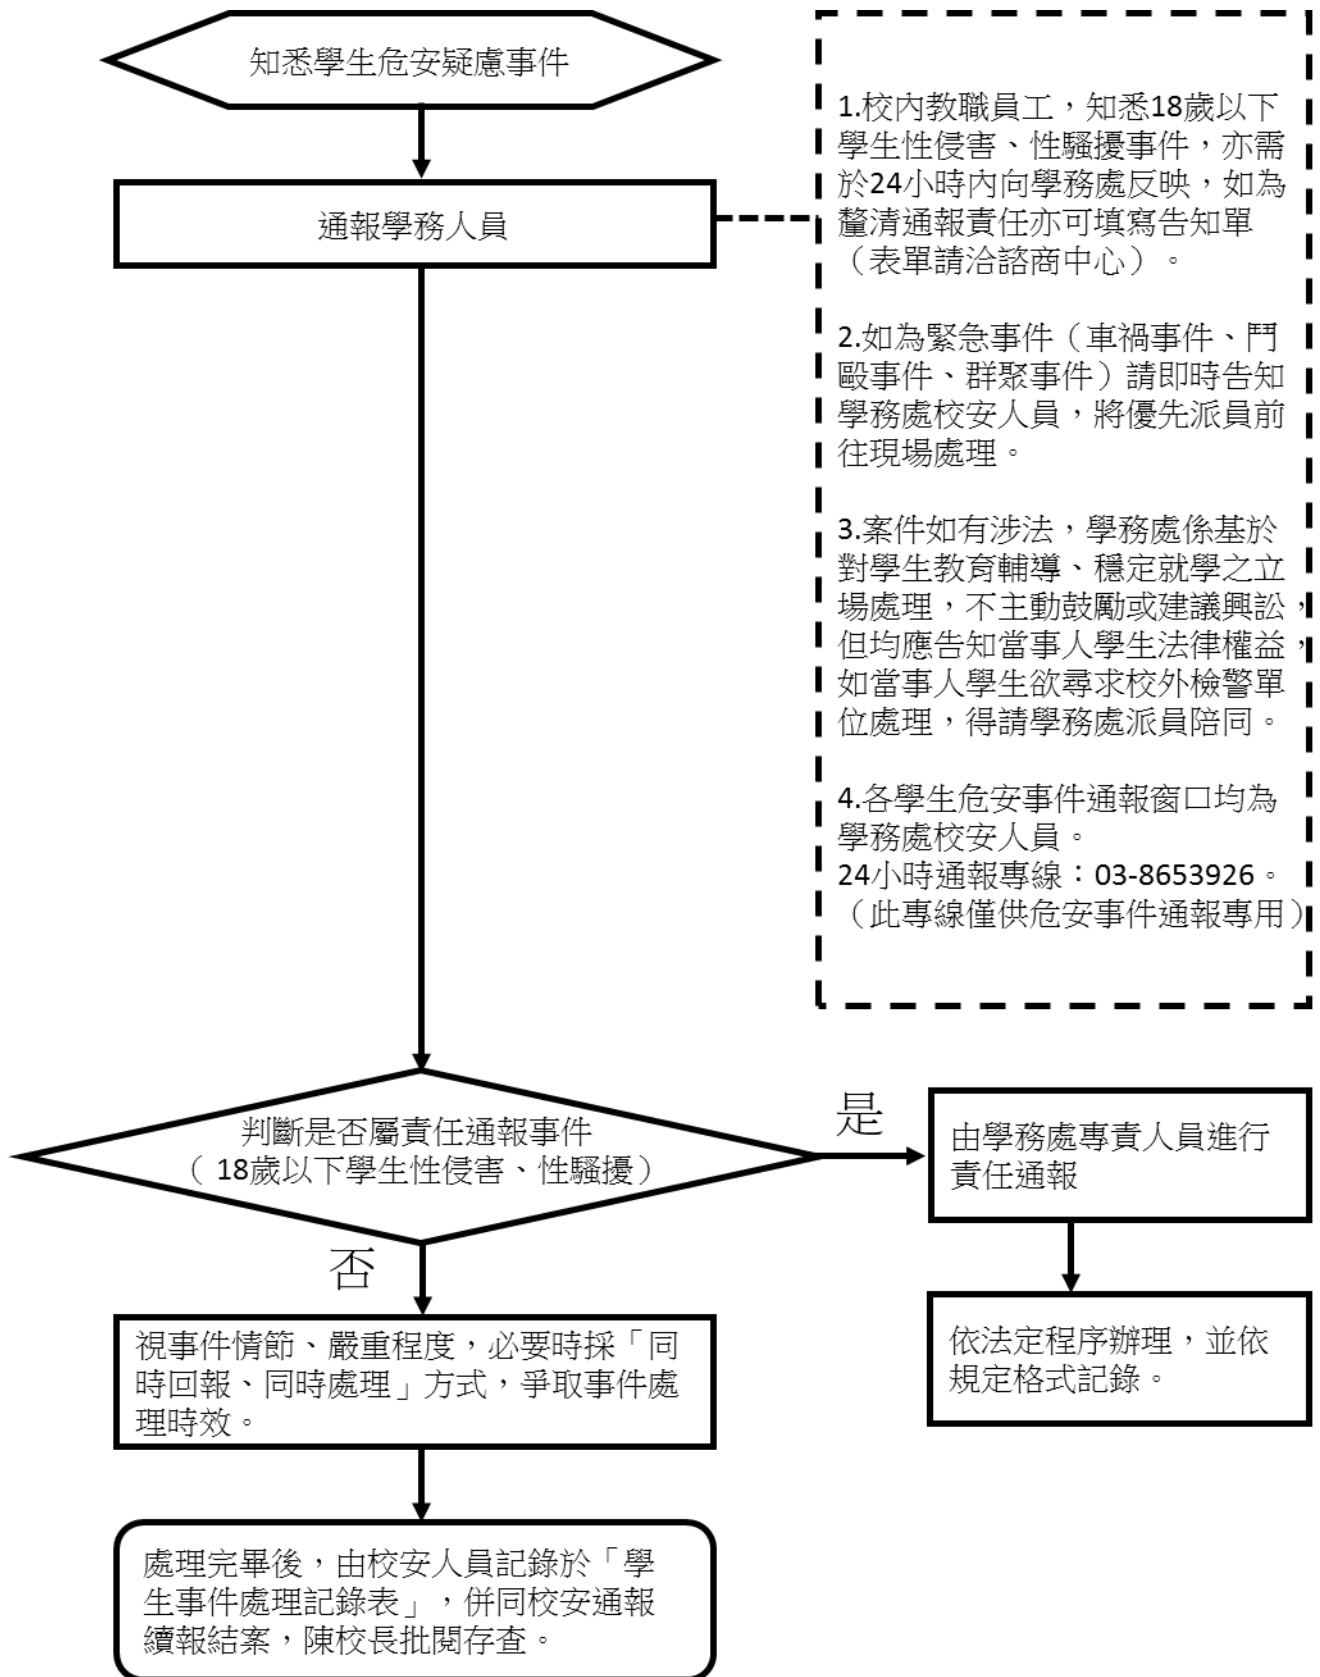 知悉學生危安疑慮事件
通報學務人員
1.校內教職員工，知悉18歲以下
學生性侵害、性騷擾事件，亦需
於24小時內向學務處反映，如為
釐清通報責任亦可填寫告知單
（表單請洽諮商中心）。
2.如為緊急事件（車禍事件、鬥
毆事件、群聚事件）請即時告知
學務處校安人員，將優先派員前
往現場處理。
3.案件如有涉法，學務處係基於
對學生教育輔導、穩定就學之立
場處理，不主動鼓勵或建議興訟，
但均應告知當事人學生法律權益，
如當事人學生欲尋求校外檢警單
位處理，得請學務處派員陪同。
4.各學生危安事件通報窗口均為
學務處校安人員。
24小時通報專線：03-8653926。
（此專線僅供危安事件通報專用）
判斷是否屬責任通報事件
（ 18歲以下學生性侵害、性騷擾）
是
由學務處專責人員進行
責任通報
依法定程序辦理，並依
規定格式記錄。
否
視事件情節、嚴重程度，必要時採「同
時回報、同時處理」方式，爭取事件處
理時效。
處理完畢後，由校安人員記錄於「學
生事件處理記錄表」，併同校安通報
續報結案，陳校長批閱存查。